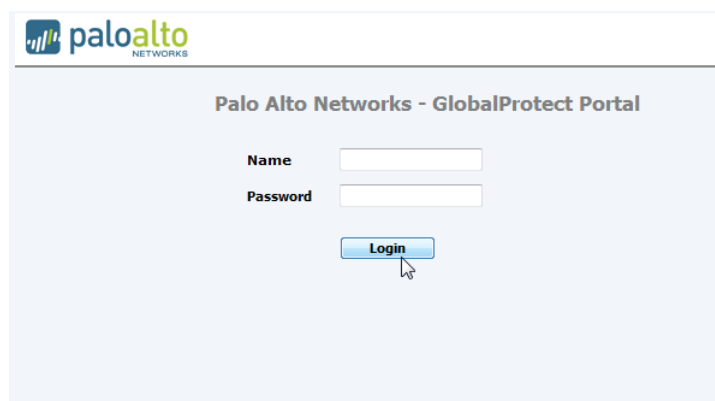 paloalto
NETWORKS
Palo Alto Networks - GlobalProtect Portal
Name
Password
Login